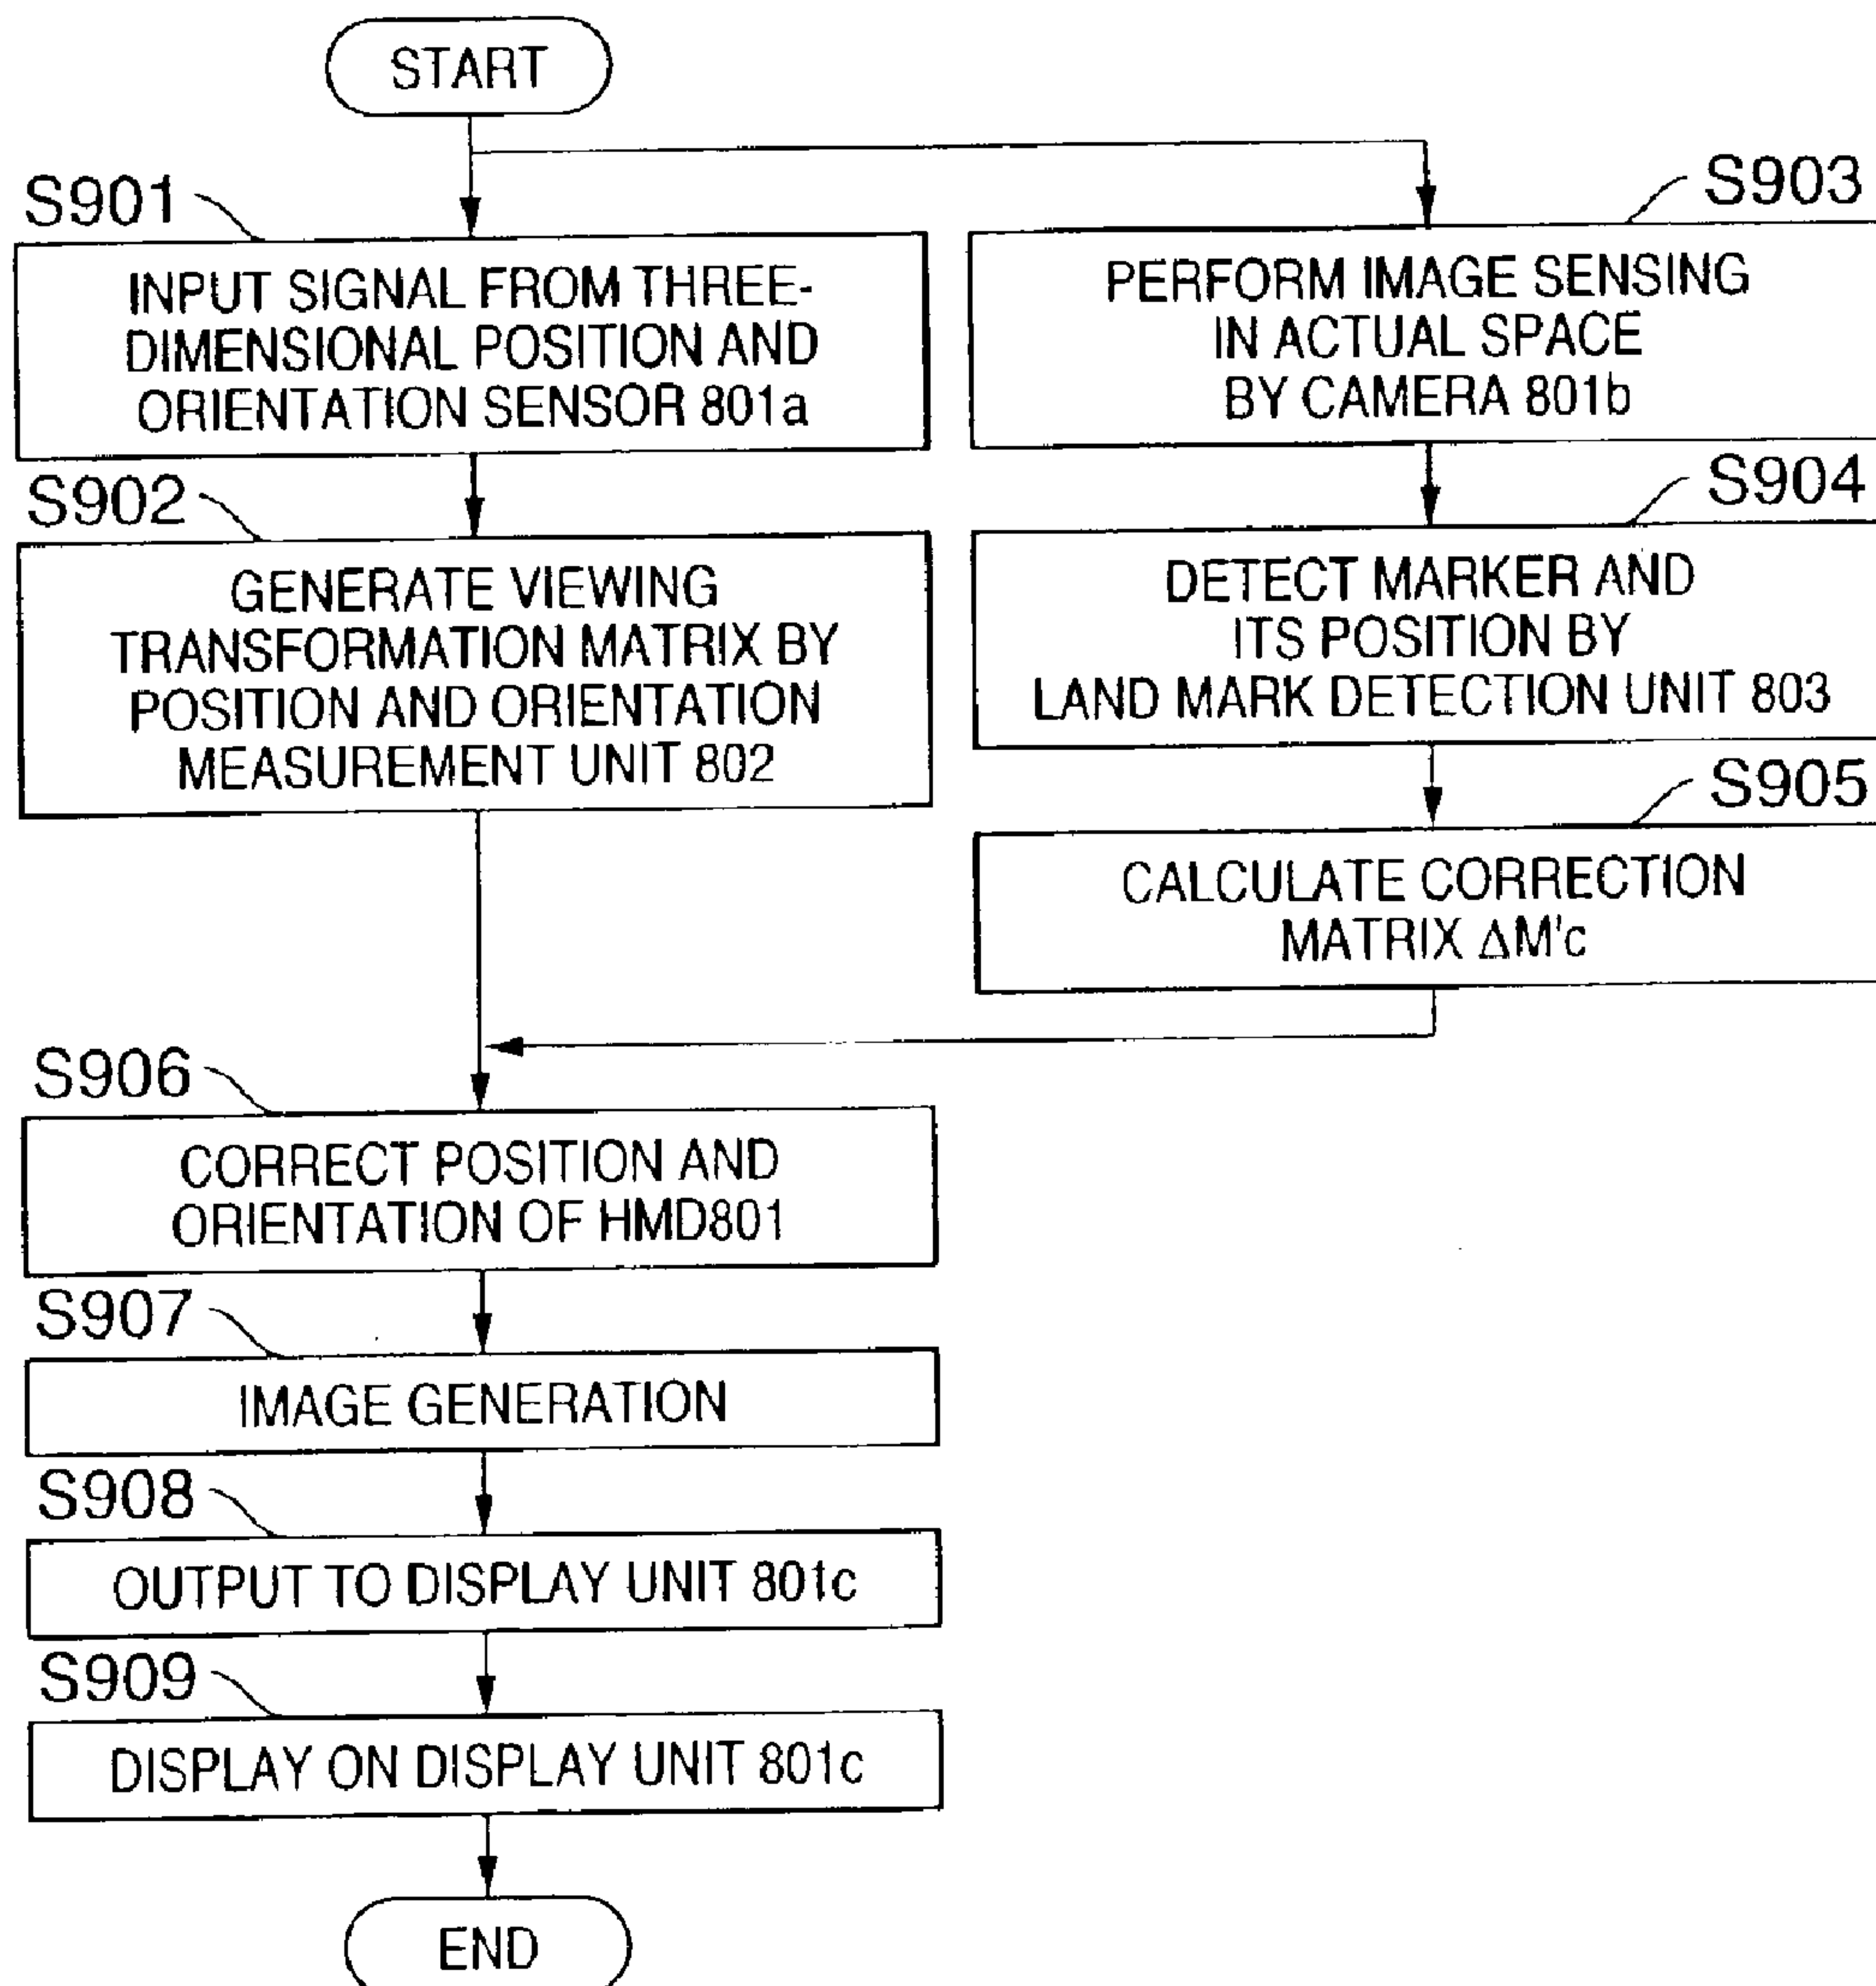 START
S901
INPUT SIGNAL FROM THREE-
DIMENSIONAL POSITION AND
ORIENTATION SENSOR 801a
S902
GENERATE VIEWING
TRANSFORMATION MATRIX BY
POSITION AND ORIENTATION
MEASUREMENT UNIT 802
S903
PERFORM IMAGE SENSING
IN ACTUAL SPACE
BY CAMERA 801b
S904
DETECT MARKER AND
ITS POSITION BY
LAND MARK DETECTION UNIT 803
S905
CALCULATE CORRECTION
MATRIX ΔM'c
S906
CORRECT POSITION AND
ORIENTATION OF HMD801
S907
IMAGE GENERATION
S908
OUTPUT TO DISPLAY UNIT 801c
S909
DISPLAY ON DISPLAY UNIT 801c
END